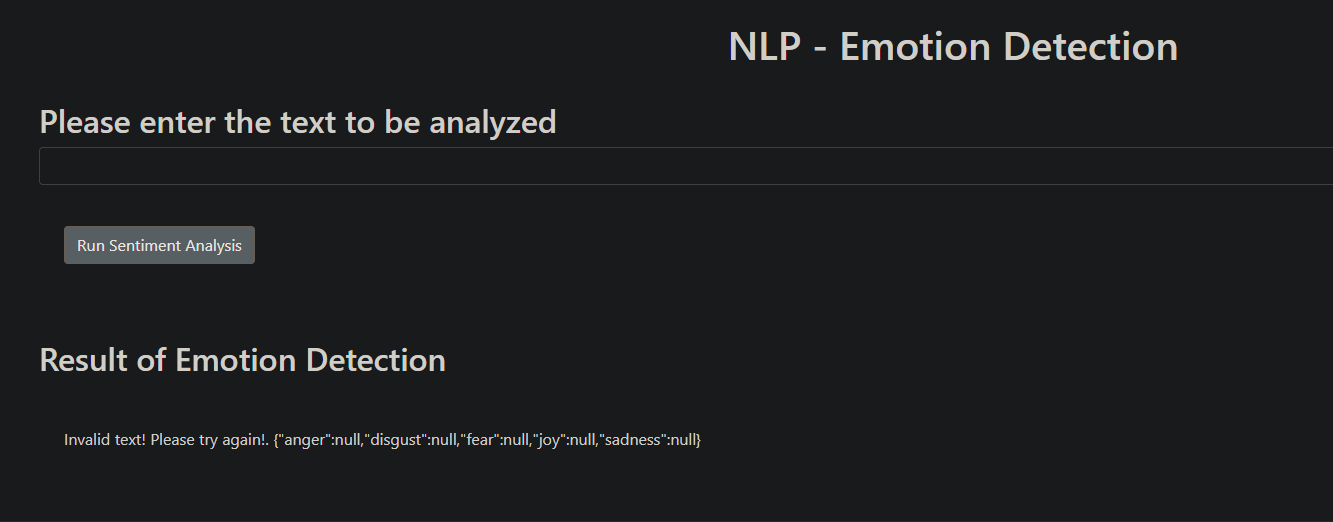 NLP - Emotion Detection
Please enter the text to be analyzed
Run Sentiment Analysis
Result of Emotion Detection
Invalid text! Please try again!. {"anger":null,"disgust":null,"fear":null,"joy":null,"sadness":null}